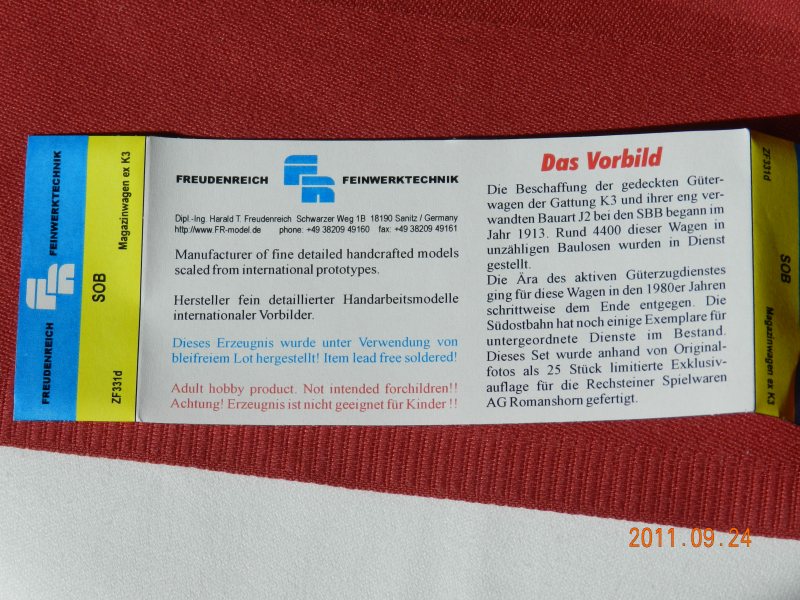 FREUDENREICH FR FEINWERKTECHNIK
SOB Magazinwagen ex K3
ZF331d
FREUDENREICH FR FEINWERKTECHNIK
Dipl.-Ing. Harald T. Freudenreich Schwarzer Weg 1B 18190 Sanitz / Germany
http://www.FR-model.de phone: +49 38209 49160 fax: +49 38209 49161
Manufacturer of fine detailed handcrafted models
scaled from international prototypes.
Hersteller fein detaillierter Handarbeitsmodelle
internationaler Vorbilder.
Dieses Erzeugnis wurde unter Verwendung von
bleifreiem Lot hergestellt! Item lead free soldered!
Adult hobby product. Not intended forchildren!!
Achtung! Erzeugnis ist nicht geeignet für Kinder !!
Das Vorbild
Die Beschaffung der gedeckten Güter-
wagen der Gattung K3 und ihrer eng ver-
wandten Bauart J2 bei den SBB begann im
Jahr 1913. Rund 4400 dieser Wagen in
unzähligen Baulosen wurden in Dienst
gestellt.
Die Ära des aktiven Güterzugdienstes
ging für diese Wagen in den 1980er Jahren
schrittweise dem Ende entgegen. Die
Südostbahn hat noch einige Exemplare für
untergeordnete Dienste im Bestand.
Dieses Set wurde anhand von Original-
fotos als 25 Stück limitierte Exklusiv-
auflage für die Rechsteiner Spielwaren
AG Romanshorn gefertigt.
ZF331d
SOB
Magazinwagen ex K3
2011.09.24